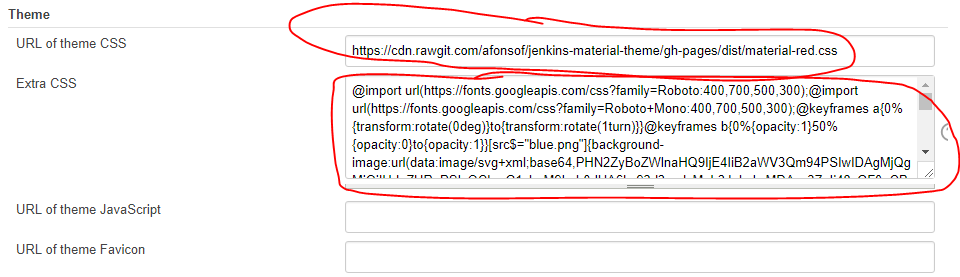 Theme
URL of theme CSS
https://cdn.rawgit.com/afonsof/jenkins-material-theme/gh-pages/dist/material-red.css
Extra CSS
@import url(https://fonts.googleapis.com/css?family=Roboto:400,700,500,300);@import
url(https://fonts.googleapis.com/css?family=Roboto+Mono:400,700,500,300);@keyframes a{0%
{transform:rotate(0deg)}to{transform:rotate(1turn)}}@keyframes b{0%{opacity:1}50%
{opacity:0}to{opacity:1}}[src$="blue.png"]{background-
image:url(data:image/svg+xml;base64,
URL of theme JavaScript
URL of theme Favicon